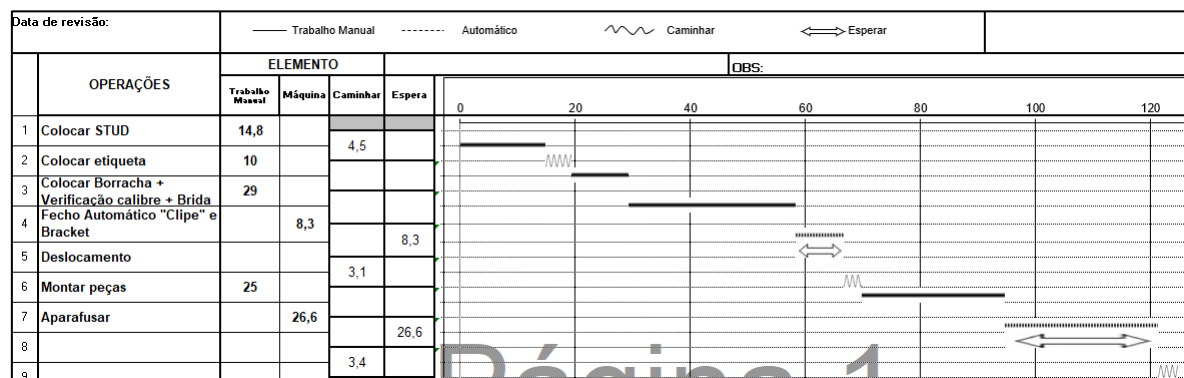 Data de revisão:
Trabalho Manual Automático Caminhar Esperar
OPERAÇÕES ELEMENTO OBS:
Trabalho Manual Máquina Caminhar Espera
0 20 40 60 80 100 120
1 Colocar STUD 14,8
4,5
2 Colocar etiqueta 10
3 Colocar Borracha +
Verificação calibre + Brida 29
4 Fecho Automático "Clipe" e
Bracket 8,3
8,3
5 Deslocamento
3,1
6 Montar peças 25
7 Aparafusar 26,6
26,6
8
3,4
9
Página 1